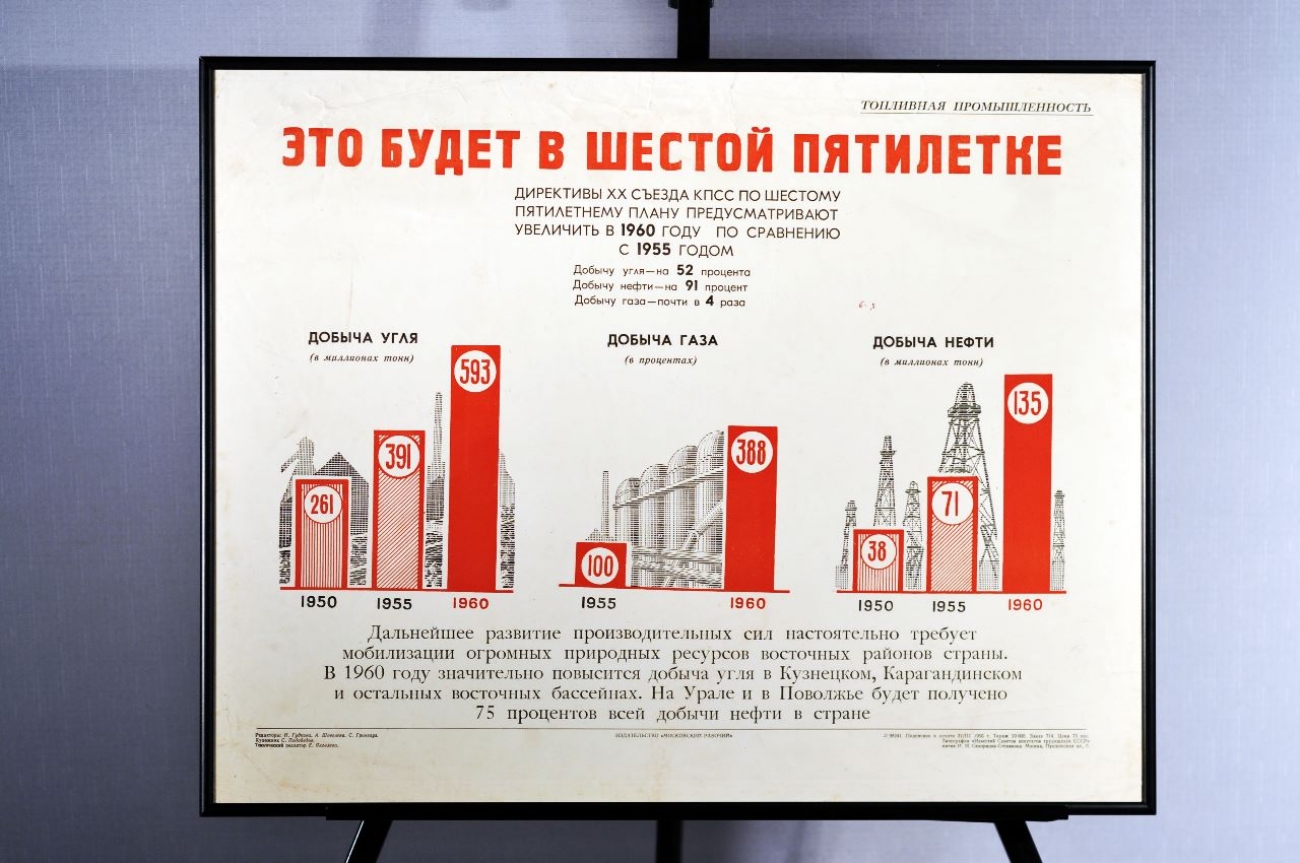 ТОПЛИВНАЯ ПРОМЫШЛЕННОСТЬ
ЭТО БУДЕТ В ШЕСТОЙ ПЯТИЛЕТКЕ
ДИРЕКТИВЫ XX СЪЕЗДА КПСС ПО ШЕСТОМУ
ПЯТИЛЕТНЕМУ ПЛАНУ ПРЕДУСМАТРИВАЮТ
УВЕЛИЧИТЬ В 1960 ГОДУ ПО СРАВНЕНИЮ
С 1955 ГОДОМ
Добычу угля—на 52 процента
Добычу нефти—на 91 процент
Добычу газа—почти в 4 раза
ДОБЫЧА УГЛЯ
(в миллионах тонн)
593
391
261
1950 1955 1960
ДОБЫЧА ГАЗА
(в процентах)
388
100
1955 1960
ДОБЫЧА НЕФТИ
(в миллионах тонн)
135
71
38
1950 1955 1960
Дальнейшее развитие производительных сил настоятельно требует
мобилизации огромных природных ресурсов восточных районов страны.
В 1960 году значительно повысится добыча угля в Кузнецком, Карагандинском
и остальных восточных бассейнах. На Урале и в Поволжье будет получено
75 процентов всей добычи нефти в стране
ИЗДАТЕЛЬСТВО «МОСКОВСКИЙ РАБОЧИЙ»